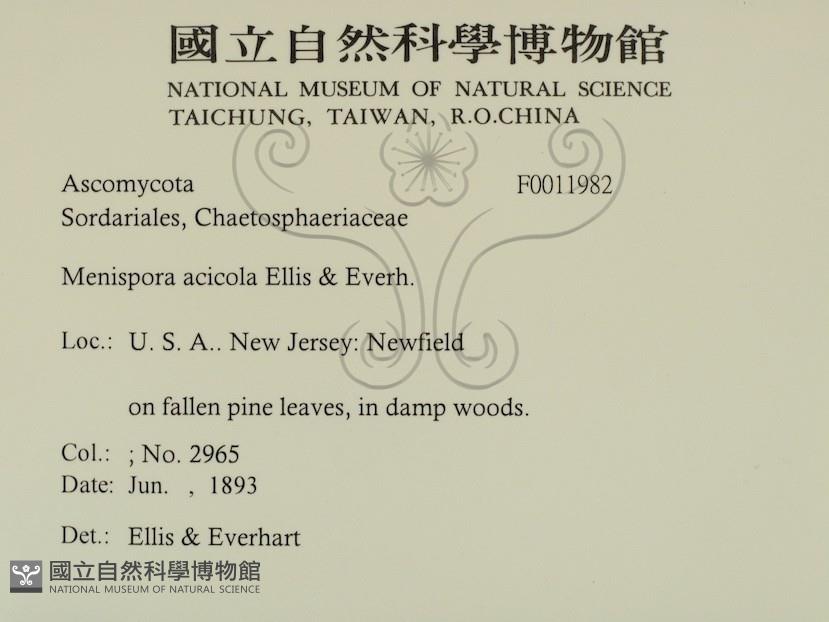 國立自然科學博物館
NATIONAL MUSEUM OF NATURAL SCIENCE
TAICHUNG, TAIWAN, R.O.CHINA
Ascomycota F0011982
Sordariales, Chaetosphaeriaceae
Menispora acicola Ellis & Everh.
Loc.: U. S. A.. New Jersey: Newfield
on fallen pine leaves, in damp woods.
Col.: ; No. 2965
Date: Jun. , 1893
Det.: Ellis & Everhart
國立自然科學博物館
NATIONAL MUSEUM OF NATURAL SCIENCE